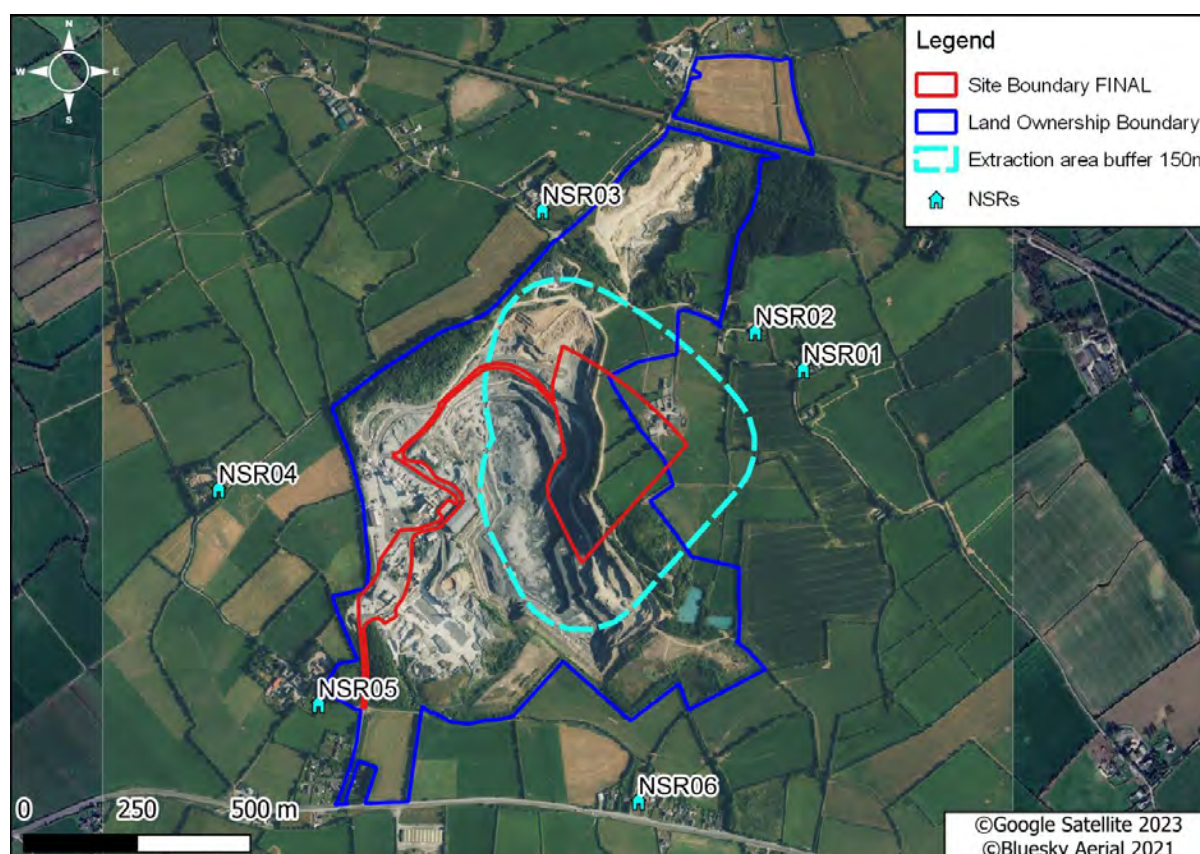 N
W E
S
Legend
Site Boundary FINAL
Land Ownership Boundary
Extraction area buffer 150m
NSRs
NSR03
NSR02
NSR01
NSR04
NSR05
NSR06
0 250 500 m
©Google Satellite 2023
©Bluesky Aerial 2021